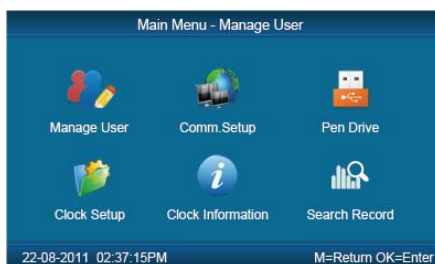 Main Menu - Manage User
Manage User
Comm.Setup
Pen Drive
Clock Setup
Clock Information
Search Record
22-08-2011 02:37:15PM
M=Return OK=Enter